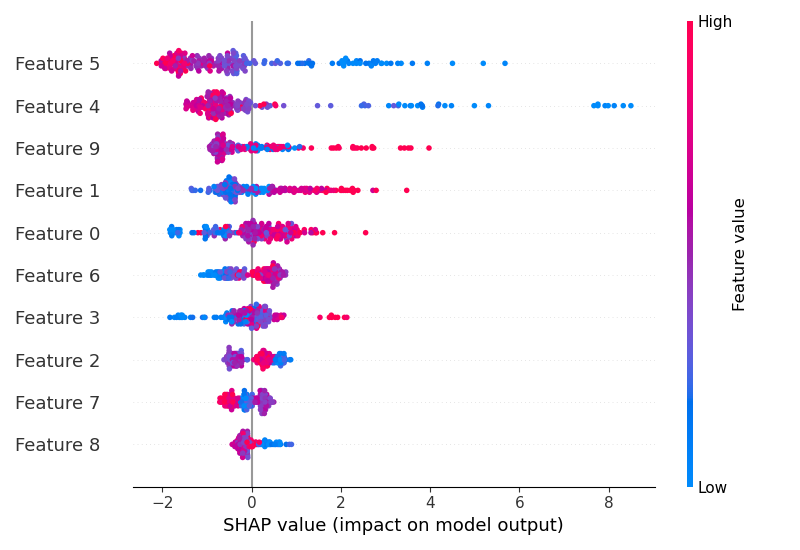 High
Feature 5
Feature 4
Feature 9
Feature 1
Feature 0
Feature 6
Feature 3
Feature 2
Feature 7
Feature 8
Feature value
Low
−2 0 2 4 6 8
SHAP value (impact on model output)